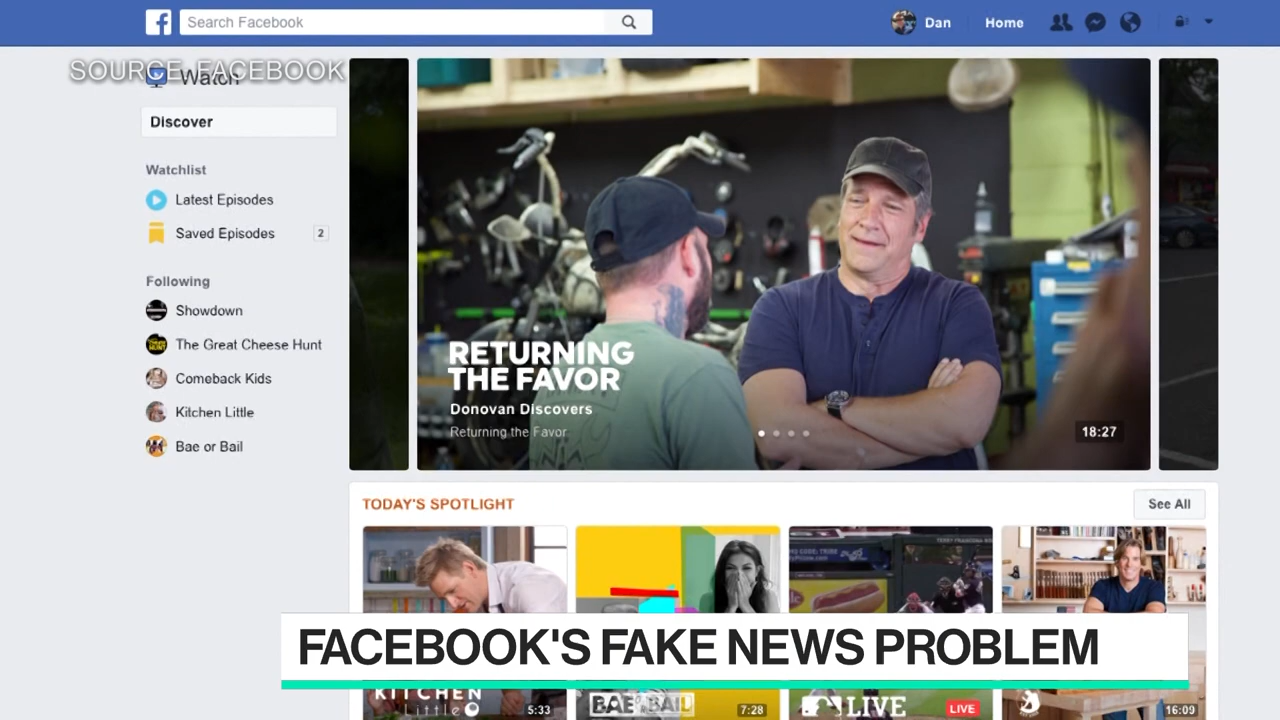 Search Facebook
Dan
Home
SOURCE: FACEBOOK
Watch
Discover
Watchlist
Latest Episodes
Saved Episodes
2
Following
Showdown
The Great Cheese Hunt
Comeback Kids
Kitchen Little
Bae or Bail
RETURNING
THE FAVOR
Donovan Discovers
Returning the Favor
18:27
TODAY'S SPOTLIGHT
See All
FACEBOOK'S FAKE NEWS PROBLEM
KITCHEN
Little
5:33
BAE OR BAIL
7:28
LIVE
LIVE
16:09